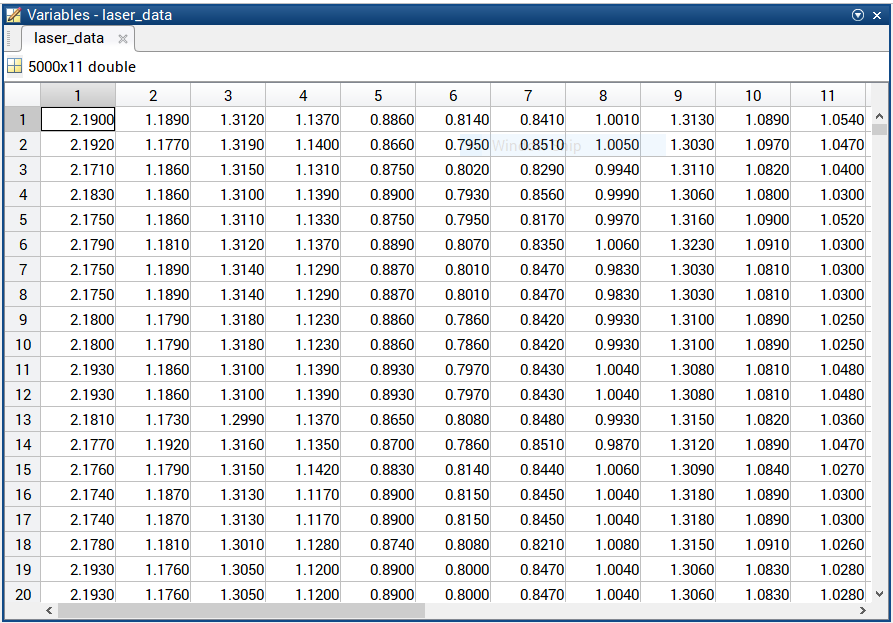 Variables - laser_data
laser_data
5000x11 double
1 2 3 4 5 6 7 8 9 10 11
1 2.1900 1.1890 1.3120 1.1370 0.8860 0.8140 0.8410 1.0010 1.3130 1.0890 1.0540
2 2.1920 1.1770 1.3190 1.1400 0.8660 0.7950 0.8510 1.0050 1.3030 1.0970 1.0470
3 2.1710 1.1860 1.3150 1.1310 0.8750 0.8020 0.8290 0.9940 1.3110 1.0820 1.0400
4 2.1830 1.1860 1.3100 1.1390 0.8900 0.7930 0.8560 0.9990 1.3060 1.0800 1.0300
5 2.1750 1.1860 1.3110 1.1330 0.8750 0.7950 0.8170 0.9970 1.3160 1.0900 1.0520
6 2.1790 1.1810 1.3120 1.1370 0.8890 0.8070 0.8350 1.0060 1.3230 1.0910 1.0300
7 2.1750 1.1890 1.3140 1.1290 0.8870 0.8010 0.8470 0.9830 1.3030 1.0810 1.0300
8 2.1750 1.1890 1.3140 1.1290 0.8870 0.8010 0.8470 0.9830 1.3030 1.0810 1.0300
9 2.1800 1.1790 1.3180 1.1230 0.8860 0.7860 0.8420 0.9930 1.3100 1.0890 1.0250
10 2.1800 1.1790 1.3180 1.1230 0.8860 0.7860 0.8420 0.9930 1.3100 1.0890 1.0250
11 2.1930 1.1860 1.3100 1.1390 0.8930 0.7970 0.8430 1.0040 1.3080 1.0810 1.0480
12 2.1930 1.1860 1.3100 1.1390 0.8930 0.7970 0.8430 1.0040 1.3080 1.0810 1.0480
13 2.1810 1.1730 1.2990 1.1370 0.8650 0.8080 0.8480 0.9930 1.3150 1.0820 1.0360
14 2.1770 1.1920 1.3160 1.1350 0.8700 0.7860 0.8510 0.9870 1.3120 1.0890 1.0470
15 2.1760 1.1790 1.3150 1.1420 0.8830 0.8140 0.8440 1.0060 1.3090 1.0840 1.0270
16 2.1740 1.1870 1.3130 1.1170 0.8900 0.8150 0.8450 1.0040 1.3180 1.0890 1.0300
17 2.1740 1.1870 1.3130 1.1170 0.8900 0.8150 0.8450 1.0040 1.3180 1.0890 1.0300
18 2.1780 1.1810 1.3010 1.1280 0.8740 0.8080 0.8210 1.0080 1.3150 1.0910 1.0260
19 2.1930 1.1760 1.3050 1.1200 0.8900 0.8000 0.8470 1.0040 1.3060 1.0830 1.0280
20 2.1930 1.1760 1.3050 1.1200 0.8900 0.8000 0.8470 1.0040 1.3060 1.0830 1.0280